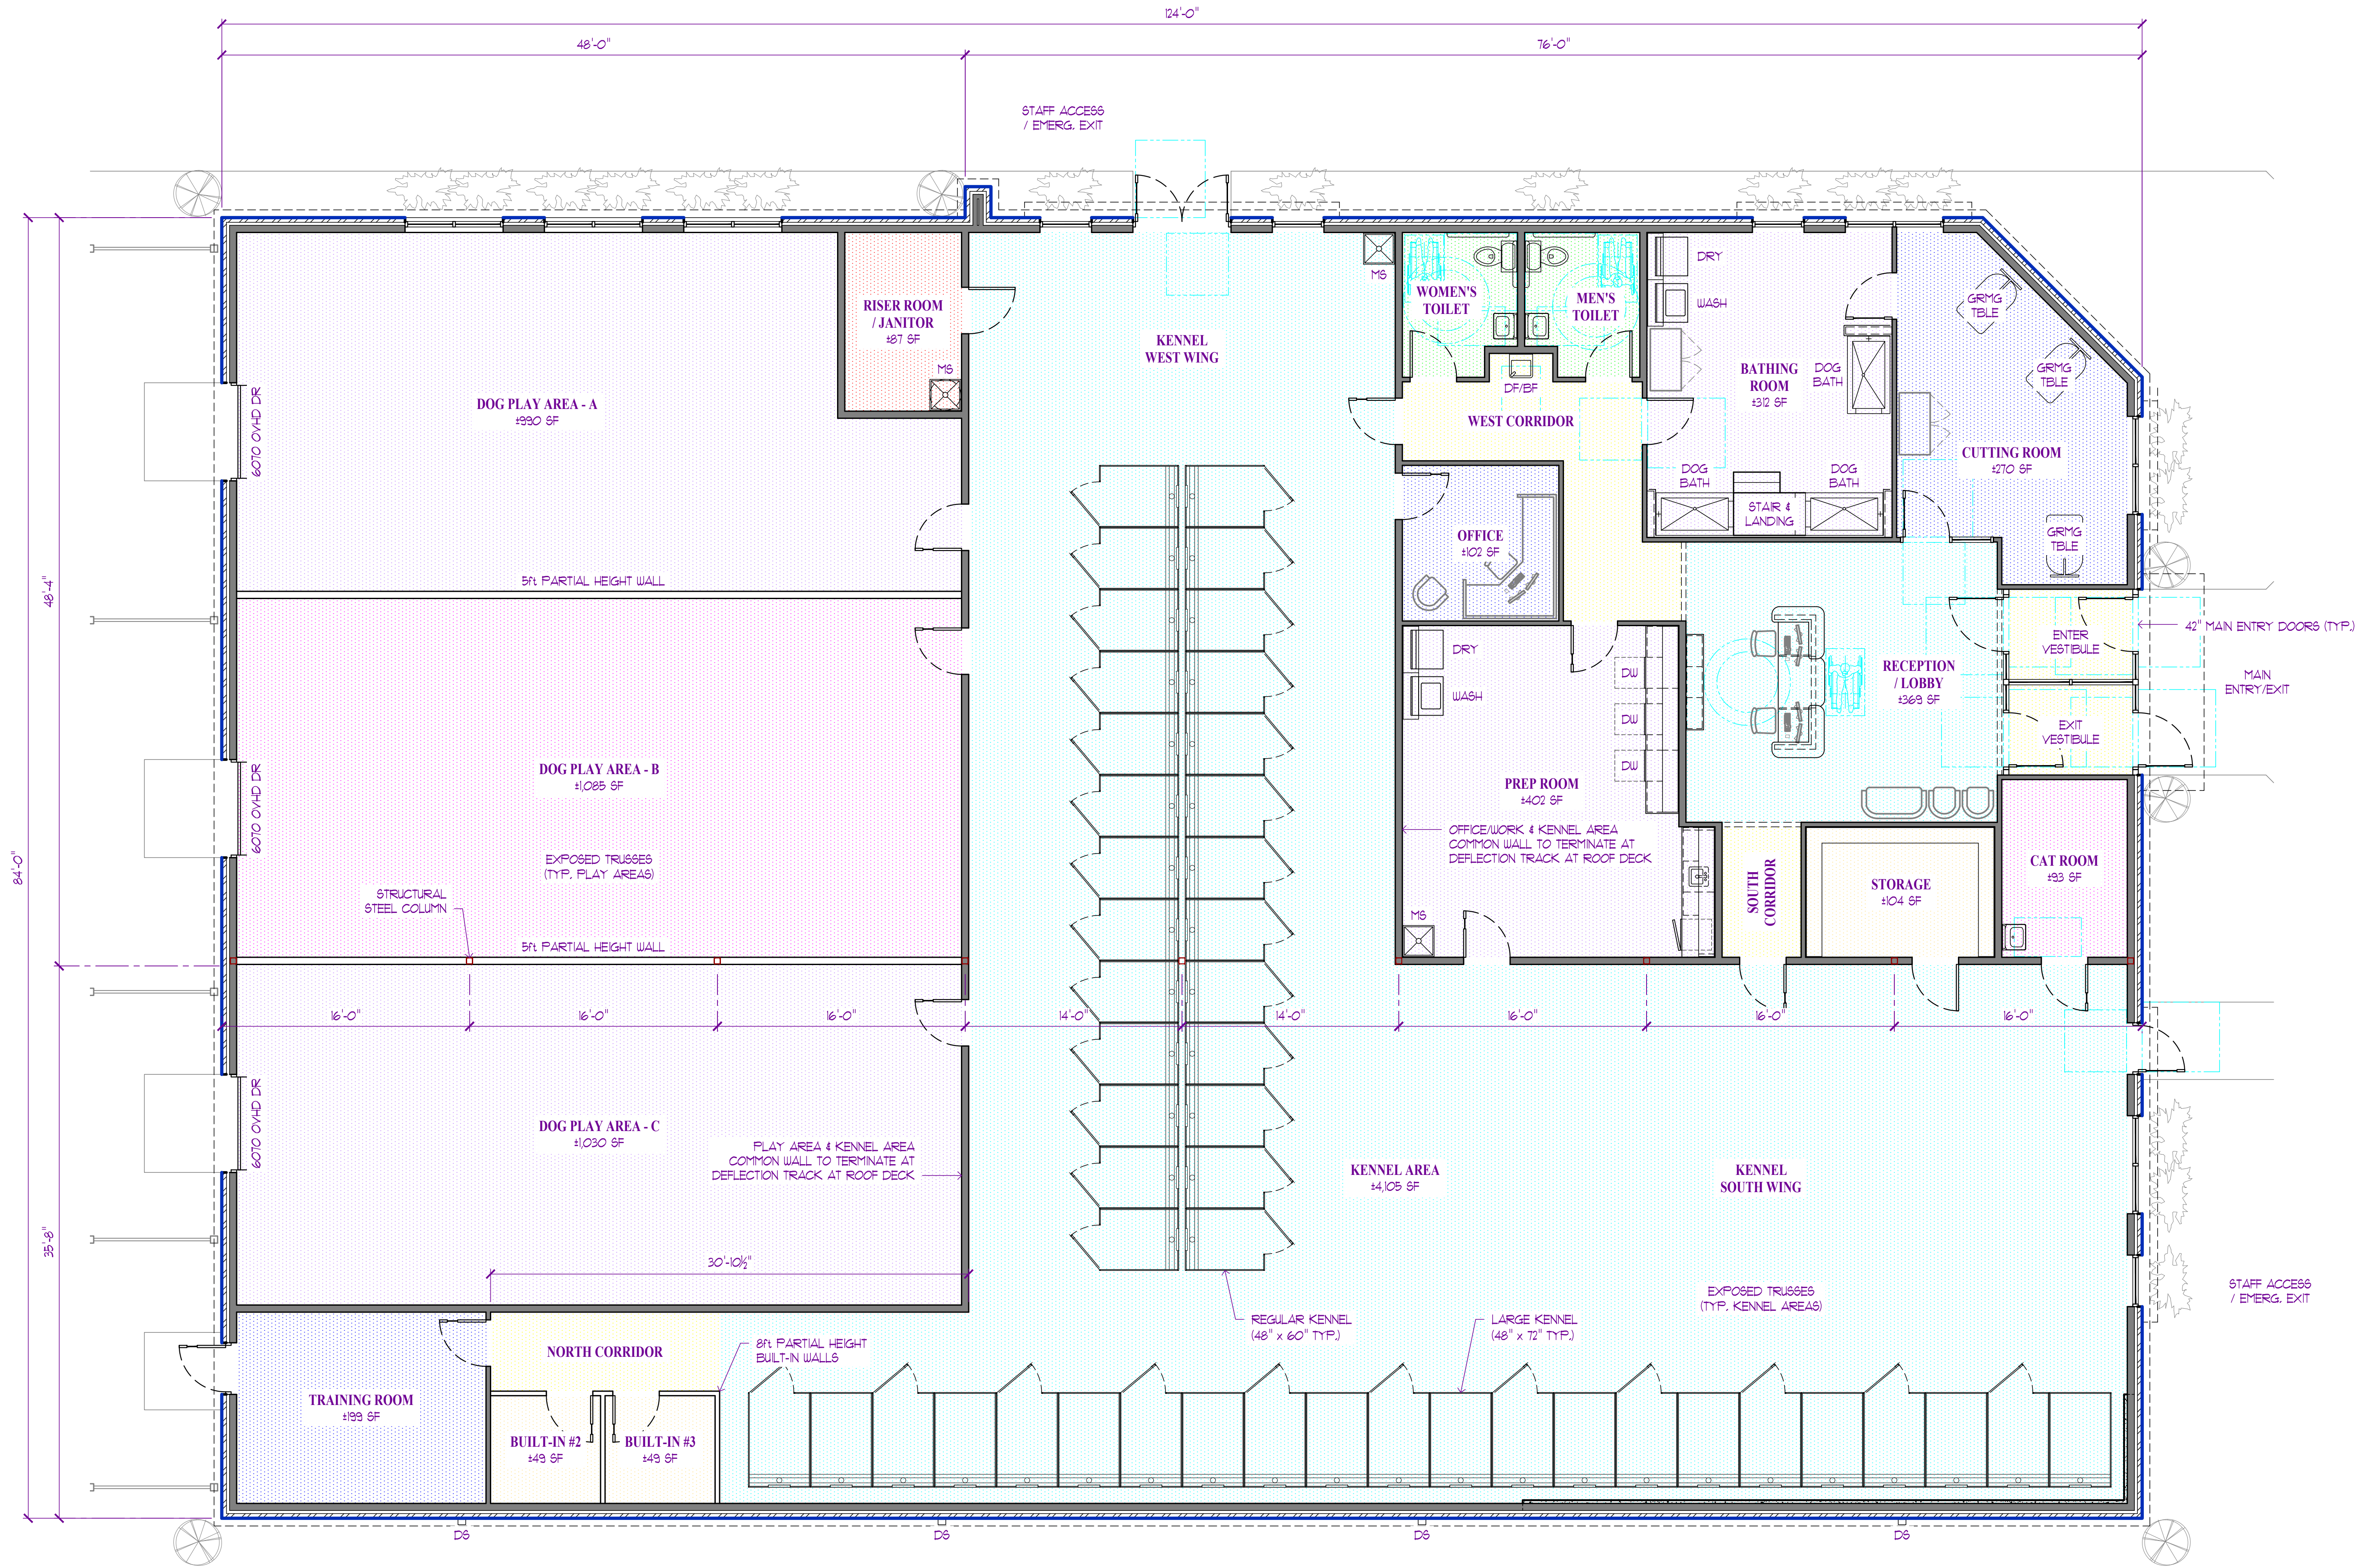 124'-0"
48'-0"
76'-0"
STAFF ACCESS
/ EMERG. EXIT
RISER ROOM
/ JANITOR
±87 SF
MS
DOG PLAY AREA - A
±990 SF
6070 OVHD DR
5ft PARTIAL HEIGHT WALL
KENNEL
WEST WING
MS
WOMEN'S
TOILET
MEN'S
TOILET
DF/BF
WEST CORRIDOR
DRY
WASH
BATHING
ROOM
±312 SF
DOG
BATH
DOG
BATH
DOG
BATH
STAIR &
LANDING
GRMG
TBLE
GRMG
TBLE
CUTTING ROOM
±270 SF
GRMG
TBLE
OFFICE
±102 SF
48'-4"
84'-0"
35'-8"
DOG PLAY AREA - B
±1,085 SF
6070 OVHD DR
EXPOSED TRUSSES
(TYP. PLAY AREAS)
STRUCTURAL
STEEL COLUMN
5ft PARTIAL HEIGHT WALL
DRY
WASH
DW
DW
DW
PREP ROOM
±402 SF
OFFICE/WORK & KENNEL AREA
COMMON WALL TO TERMINATE AT
DEFLECTION TRACK AT ROOF DECK
MS
RECEPTION
/ LOBBY
±369 SF
ENTER
VESTIBULE
EXIT
VESTIBULE
42" MAIN ENTRY DOORS (TYP.)
MAIN
ENTRY/EXIT
SOUTH
CORRIDOR
STORAGE
±104 SF
CAT ROOM
±93 SF
16'-0"
16'-0"
16'-0"
14'-0"
14'-0"
16'-0"
16'-0"
16'-0"
6070 OVHD DR
DOG PLAY AREA - C
±1,030 SF
PLAY AREA & KENNEL AREA
COMMON WALL TO TERMINATE AT
DEFLECTION TRACK AT ROOF DECK
30'-10½"
KENNEL AREA
±4,105 SF
KENNEL
SOUTH WING
EXPOSED TRUSSES
(TYP. KENNEL AREAS)
STAFF ACCESS
/ EMERG. EXIT
REGULAR KENNEL
(48" x 60" TYP.)
LARGE KENNEL
(48" x 72" TYP.)
NORTH CORRIDOR
8ft PARTIAL HEIGHT
BUILT-IN WALLS
TRAINING ROOM
±199 SF
BUILT-IN #2
±49 SF
BUILT-IN #3
±49 SF
DS
DS
DS
DS